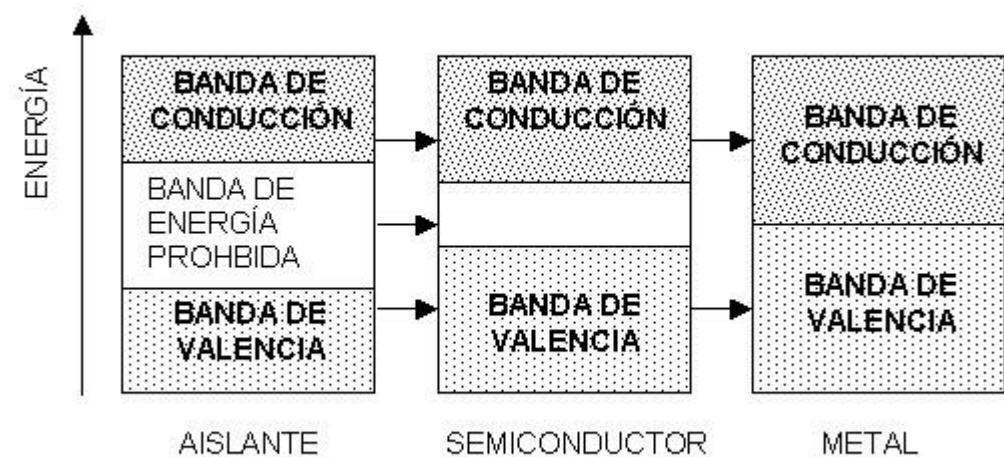 ENERGÍA
BANDA DE
CONDUCCIÓN
BANDA DE
ENERGÍA
PROHBIDA
BANDA DE
VALENCIA
AISLANTE
BANDA DE
CONDUCCIÓN
BANDA DE
VALENCIA
SEMICONDUCTOR
BANDA DE
CONDUCCIÓN
BANDA DE
VALENCIA
METAL